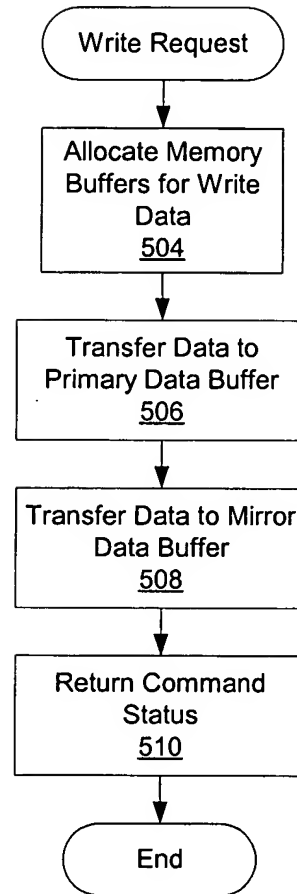 Write Request
Allocate Memory
Buffers for Write
Data
504
Transfer Data to
Primary Data Buffer
506
Transfer Data to Mirror
Data Buffer
508
Return Command
Status
510
End